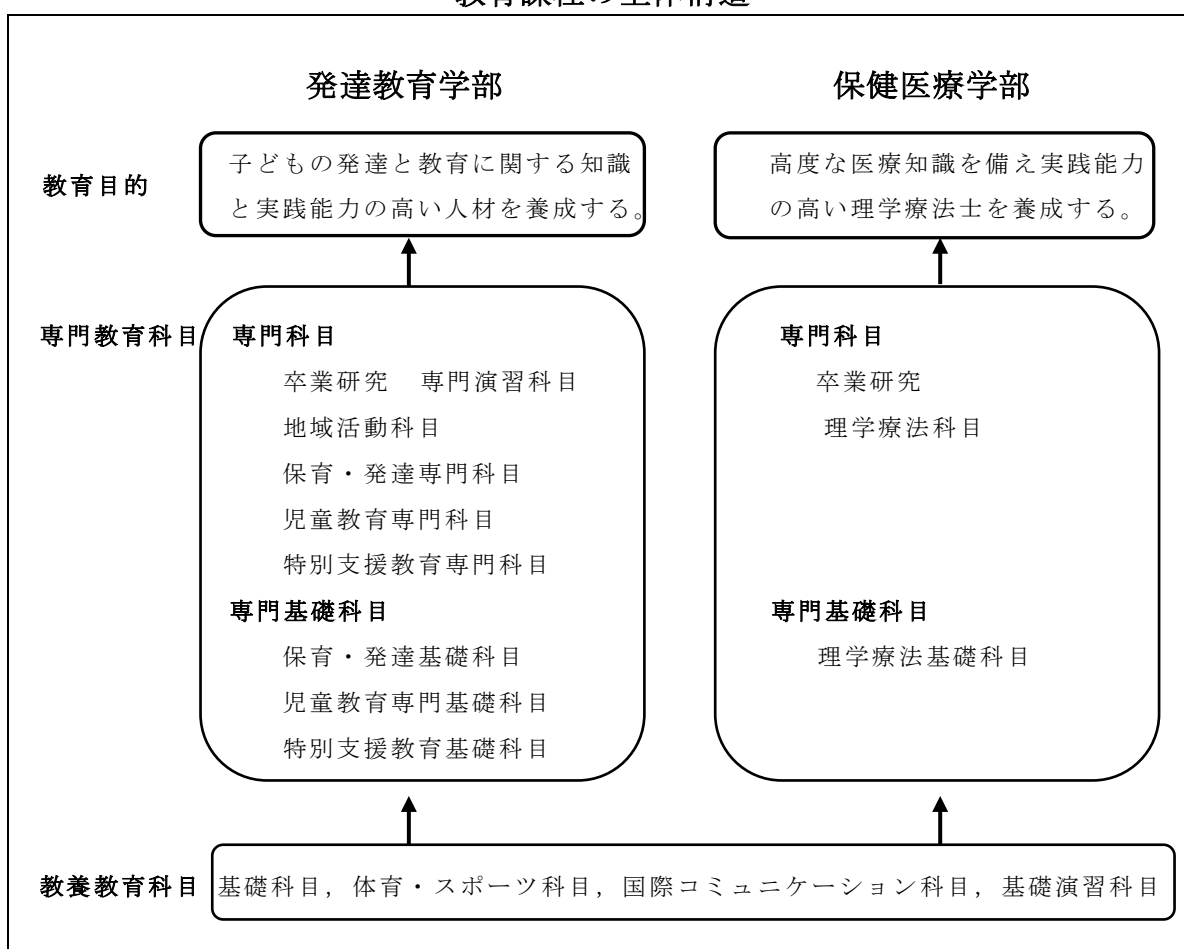 発達教育学部
保健医療学部
教育目的
子どもの発達と教育に関する知識
と実践能力の高い人材を養成する。
高度な医療知識を備え実践能力
の高い理学療法士を養成する。
専門教育科目
専門科目
卒業研究　専門演習科目
地域活動科目
保育・発達専門科目
児童教育専門科目
特別支援教育専門科目
専門基礎科目
保育・発達基礎科目
児童教育専門基礎科目
特別支援教育基礎科目
専門科目
卒業研究
理学療法科目
専門基礎科目
理学療法基礎科目
教養教育科目
基礎科目, 体育・スポーツ科目, 国際コミュニケーション科目, 基礎演習科目